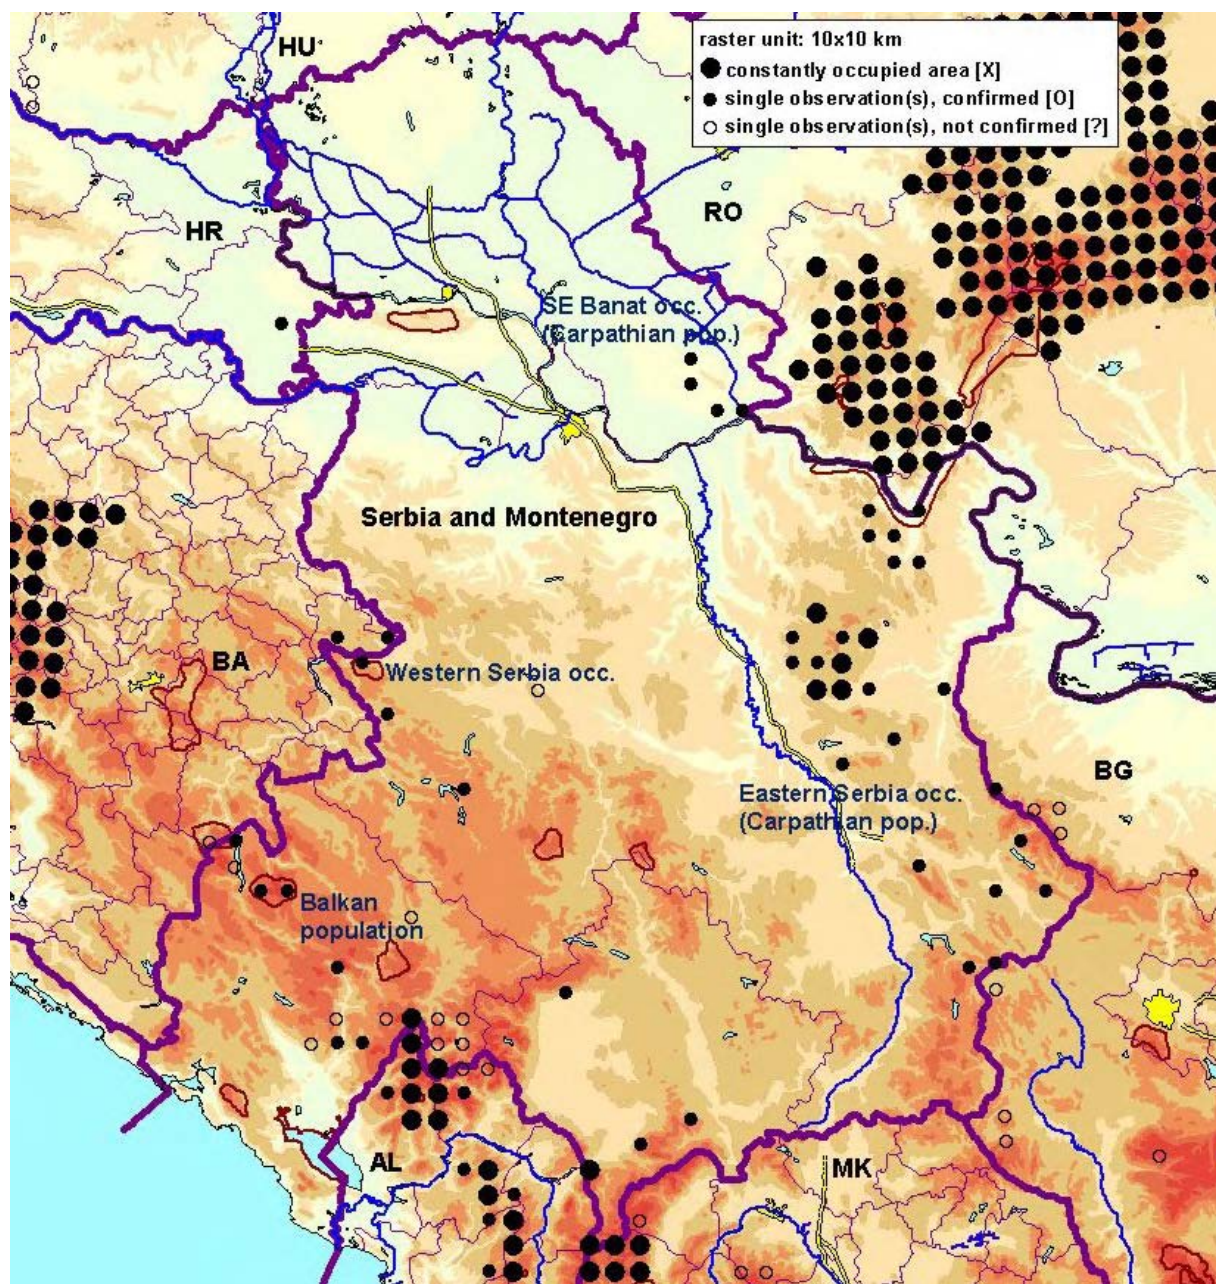 HU
raster unit: 10x10 km
constantly occupied area [X]
single observation(s), confirmed [O]
single observation(s), not confirmed [?]
HR
RO
SE Banat occ.
(Carpathian pop.)
Serbia and Montenegro
BA
Western Serbia occ.
BG
Eastern Serbia occ.
(Carpathian pop.)
Balkan
population
AL
MK